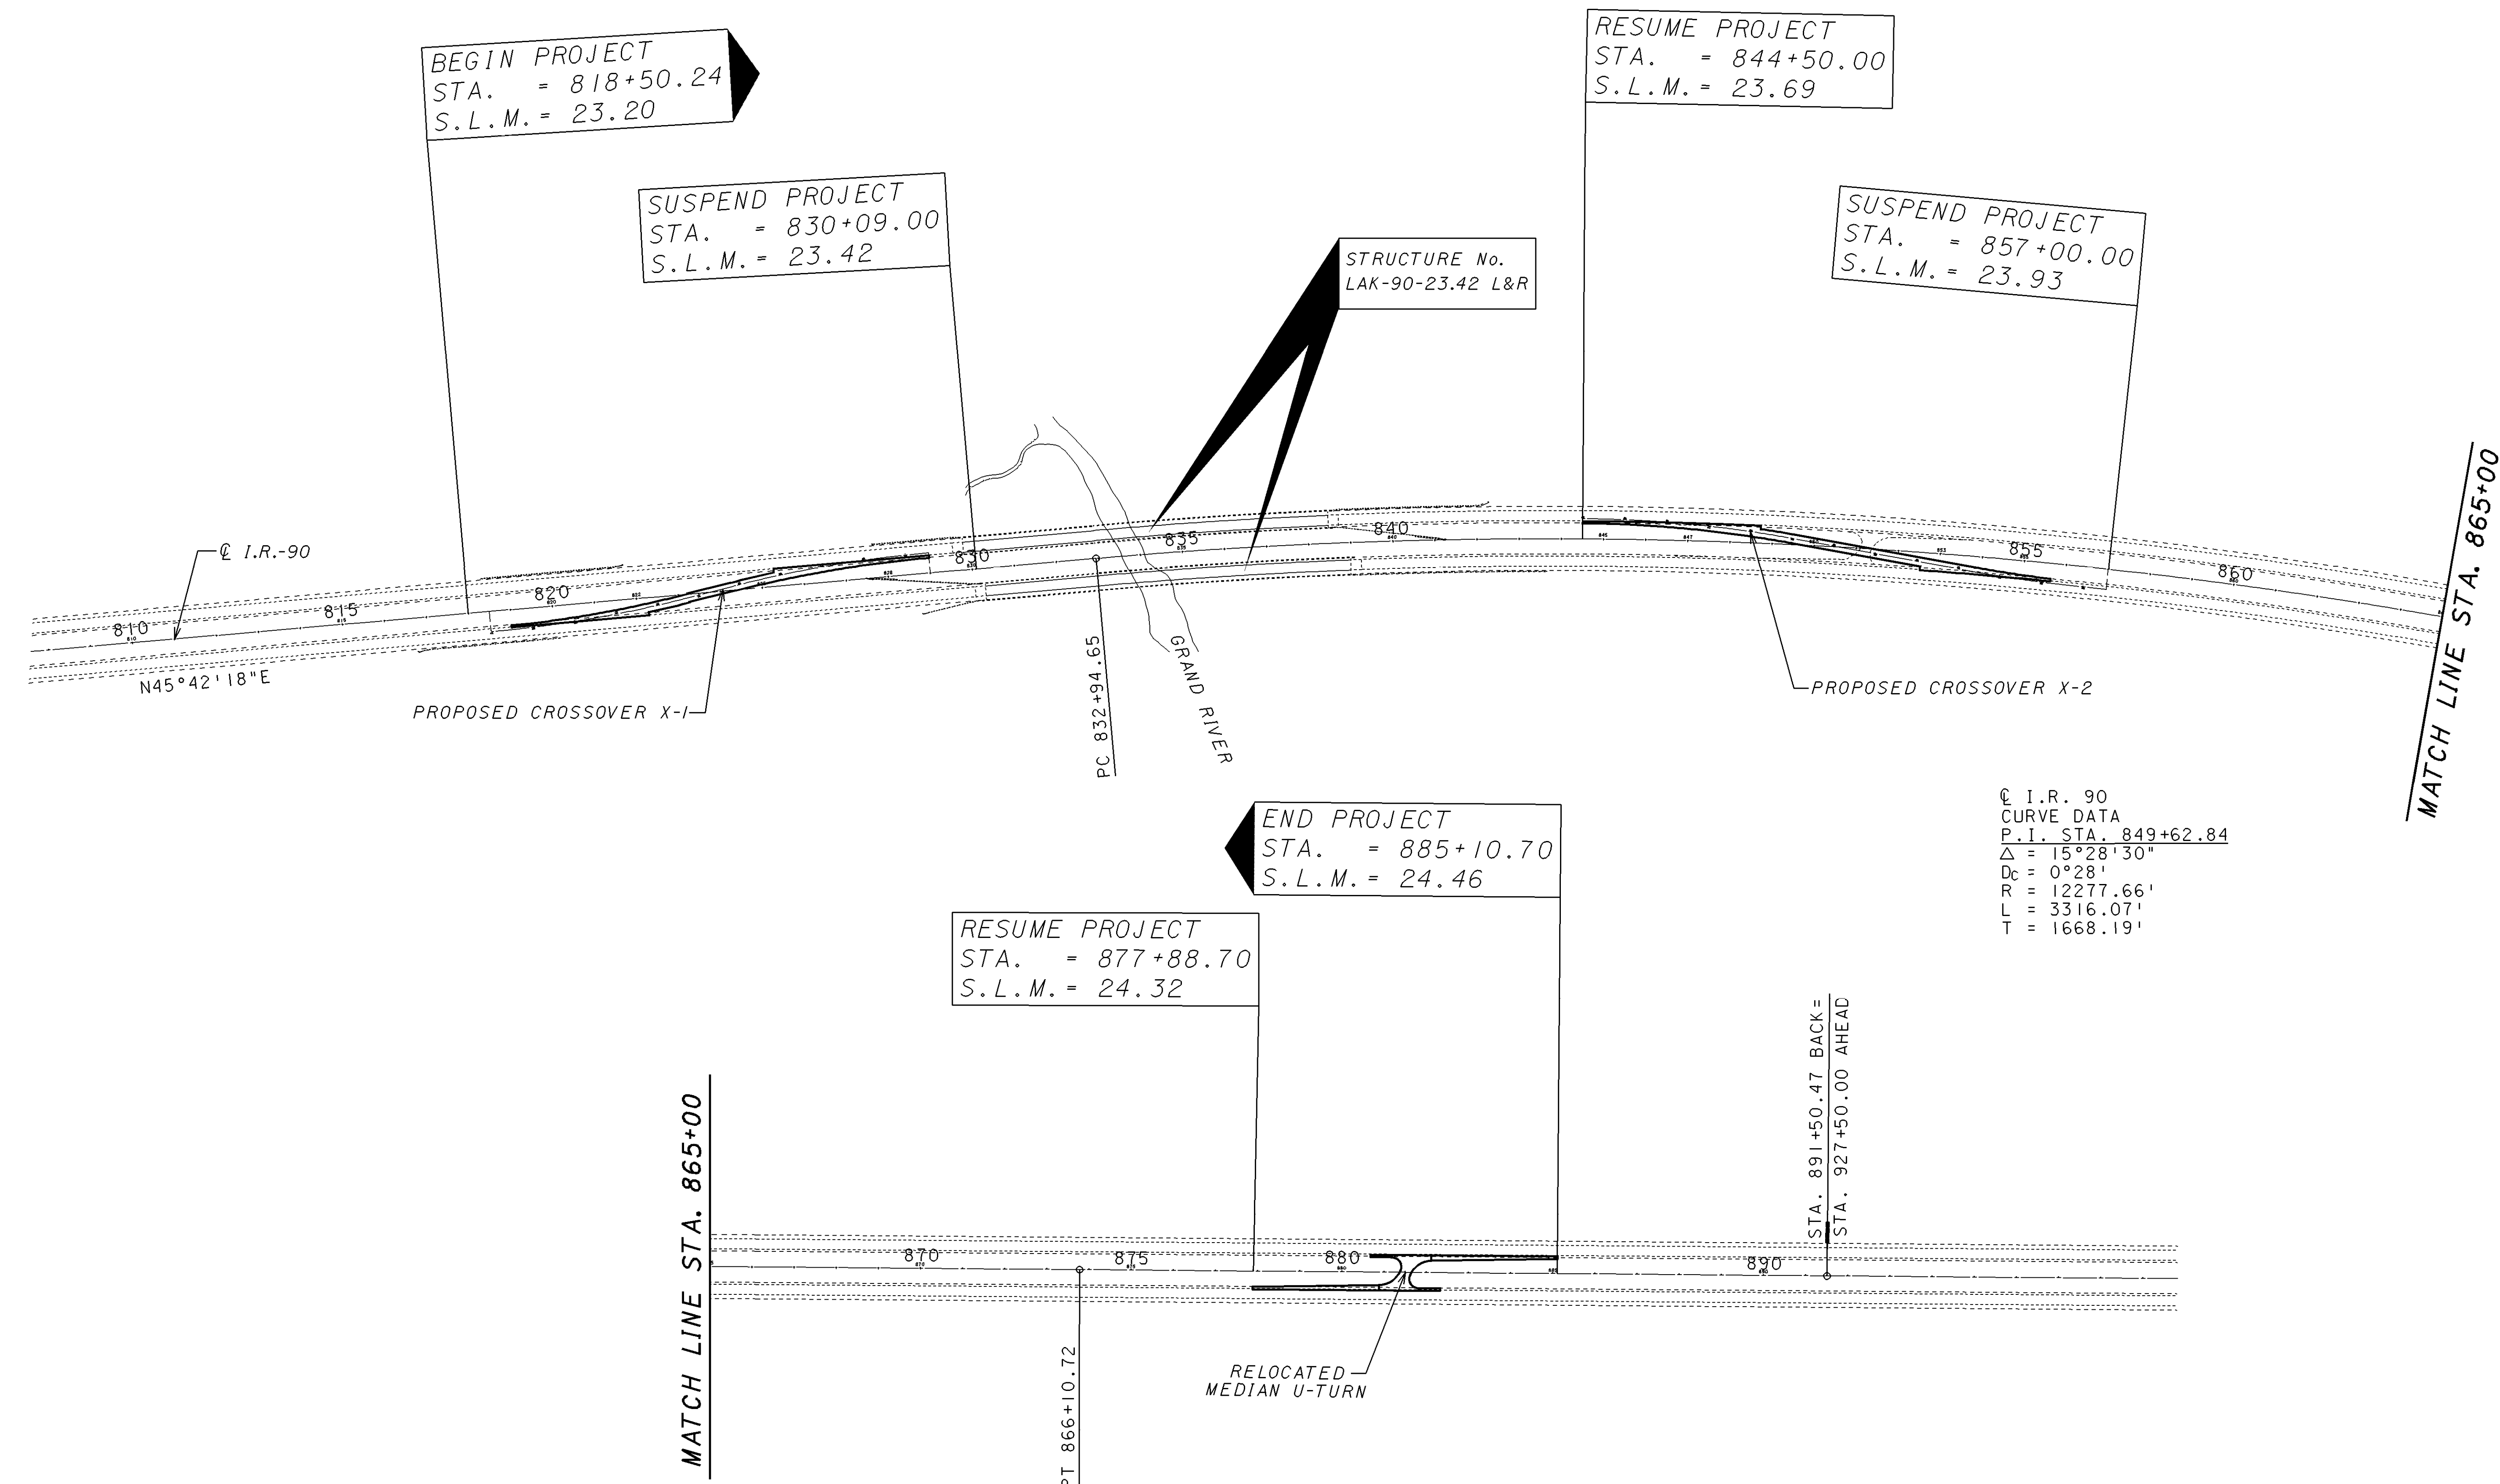 BEGIN PROJECT
STA. = 818+50.24
S.L.M. = 23.20
SUSPEND PROJECT
STA. = 830+09.00
S.L.M. = 23.42
STRUCTURE No.
LAK-90-23.42 L&R
RESUME PROJECT
STA. = 844+50.00
S.L.M. = 23.69
SUSPEND PROJECT
STA. = 857+00.00
S.L.M. = 23.93
℄ I.R.-90
810
815
820
830
835
840
855
860
N45°42'18"E
PROPOSED CROSSOVER X-1
PC 832+94.65
GRAND RIVER
PROPOSED CROSSOVER X-2
MATCH LINE STA. 865+00
℄ I.R. 90
CURVE DATA
P.I. STA. 849+62.84
△ = 15°28'30"
Dc = 0°28'
R = 12277.66'
L = 3316.07'
T = 1668.19'
END PROJECT
STA. = 885+10.70
S.L.M. = 24.46
RESUME PROJECT
STA. = 877+88.70
S.L.M. = 24.32
STA. 891+50.47 BACK=
STA. 927+50.00 AHEAD
MATCH LINE STA. 865+00
870
875
880
890
PT 866+10.72
RELOCATED
MEDIAN U-TURN